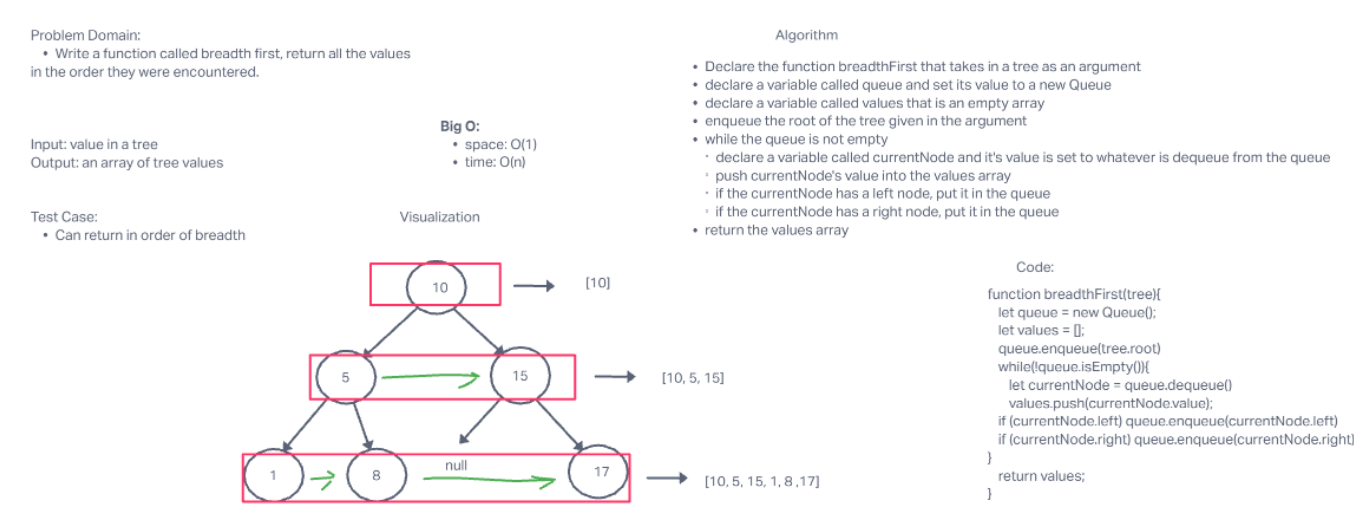 Problem Domain:
• Write a function called breadth first, return all the values
in the order they were encountered.
Input: value in a tree
Output: an array of tree values
Big O:
• space: O(1)
• time: O(n)
Test Case:
• Can return in order of breadth
Visualization
10
[10]
5
15
[10, 5, 15]
1
8
null
17
[10, 5, 15, 1, 8 ,17]
Algorithm
• Declare the function breadthFirst that takes in a tree as an argument
• declare a variable called queue and set its value to a new Queue
• declare a variable called values that is an empty array
• enqueue the root of the tree given in the argument
• while the queue is not empty
◦ declare a variable called currentNode and it's value is set to whatever is dequeue from the queue
◦ push currentNode's value into the values array
◦ if the currentNode has a left node, put it in the queue
◦ if the currentNode has a right node, put it in the queue
• return the values array
Code:
function breadthFirst(tree){
let queue = new Queue();
let values = [];
queue.enqueue(tree.root)
while(!queue.isEmpty()){
let currentNode = queue.dequeue()
values.push(currentNode.value);
if (currentNode.left) queue.enqueue(currentNode.left)
if (currentNode.right) queue.enqueue(currentNode.right)
}
return values;
}